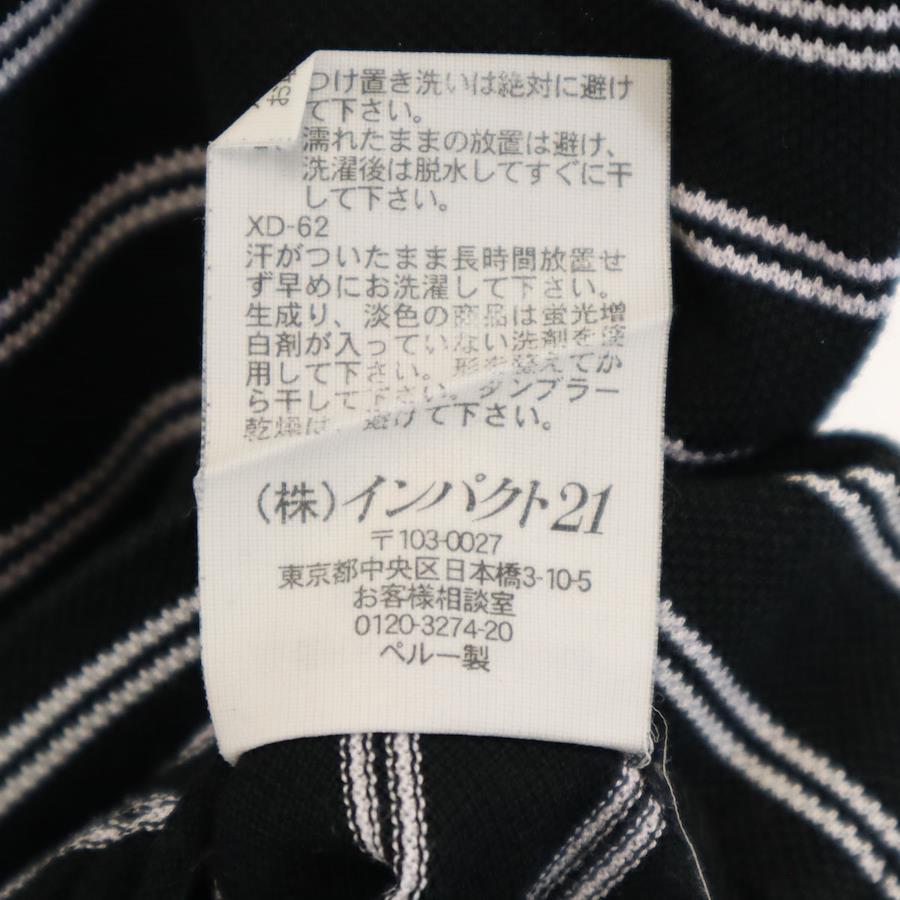 つけ置き洗いは絶対に避け
て下さい。
濡れたままの放置は避け、
洗濯後は脱水してすぐに干
して下さい。
XD-62
汗がついたまま長時間放置せ
ず早めにお洗濯して下さい。
生成り、淡色の商品は蛍光増
白剤が入っていない洗剤を使
用して下さい。形を整えてか
ら干して下さい。タンブラー
乾燥は、避けて下さい。
(株)インパクト21
〒103-0027
東京都中央区日本橋3-10-5
お客様相談室
0120-3274-20
ペルー製